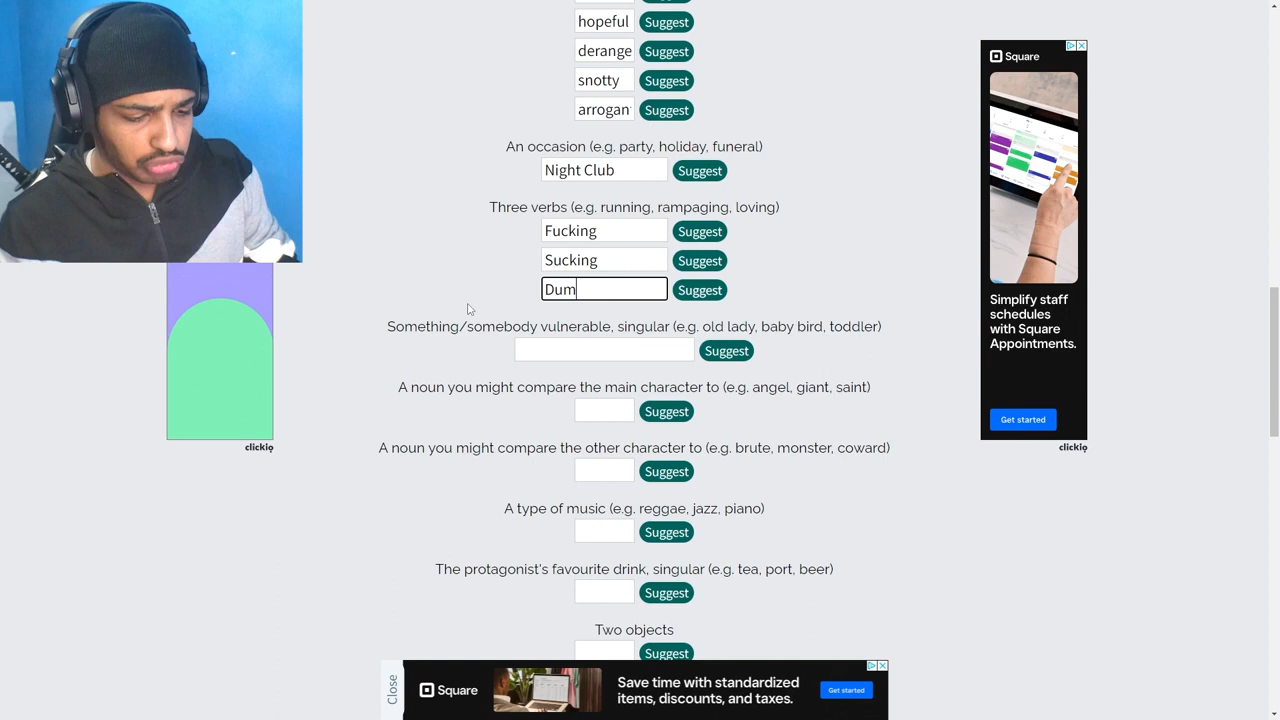 hopeful Suggest
derange Suggest
snotty Suggest
arrogan Suggest
An occasion (e.g. party, holiday, funeral)
Night Club Suggest
Three verbs (e.g. running, rampaging, loving)
Fucking Suggest
Sucking Suggest
Dum Suggest
Something/somebody vulnerable, singular (e.g. old lady, baby bird, toddler)
Suggest
A noun you might compare the main character to (e.g. angel, giant, saint)
Suggest
A noun you might compare the other character to (e.g. brute, monster, coward)
Suggest
A type of music (e.g. reggae, jazz, piano)
Suggest
The protagonist's favourite drink, singular (e.g. tea, port, beer)
Suggest
Two objects
Suggest
clickio
Square
Simplify staff
schedules
with Square
Appointments.
Get started
clickio
Close
Square
Save time with standardized
items, discounts, and taxes.
Get started